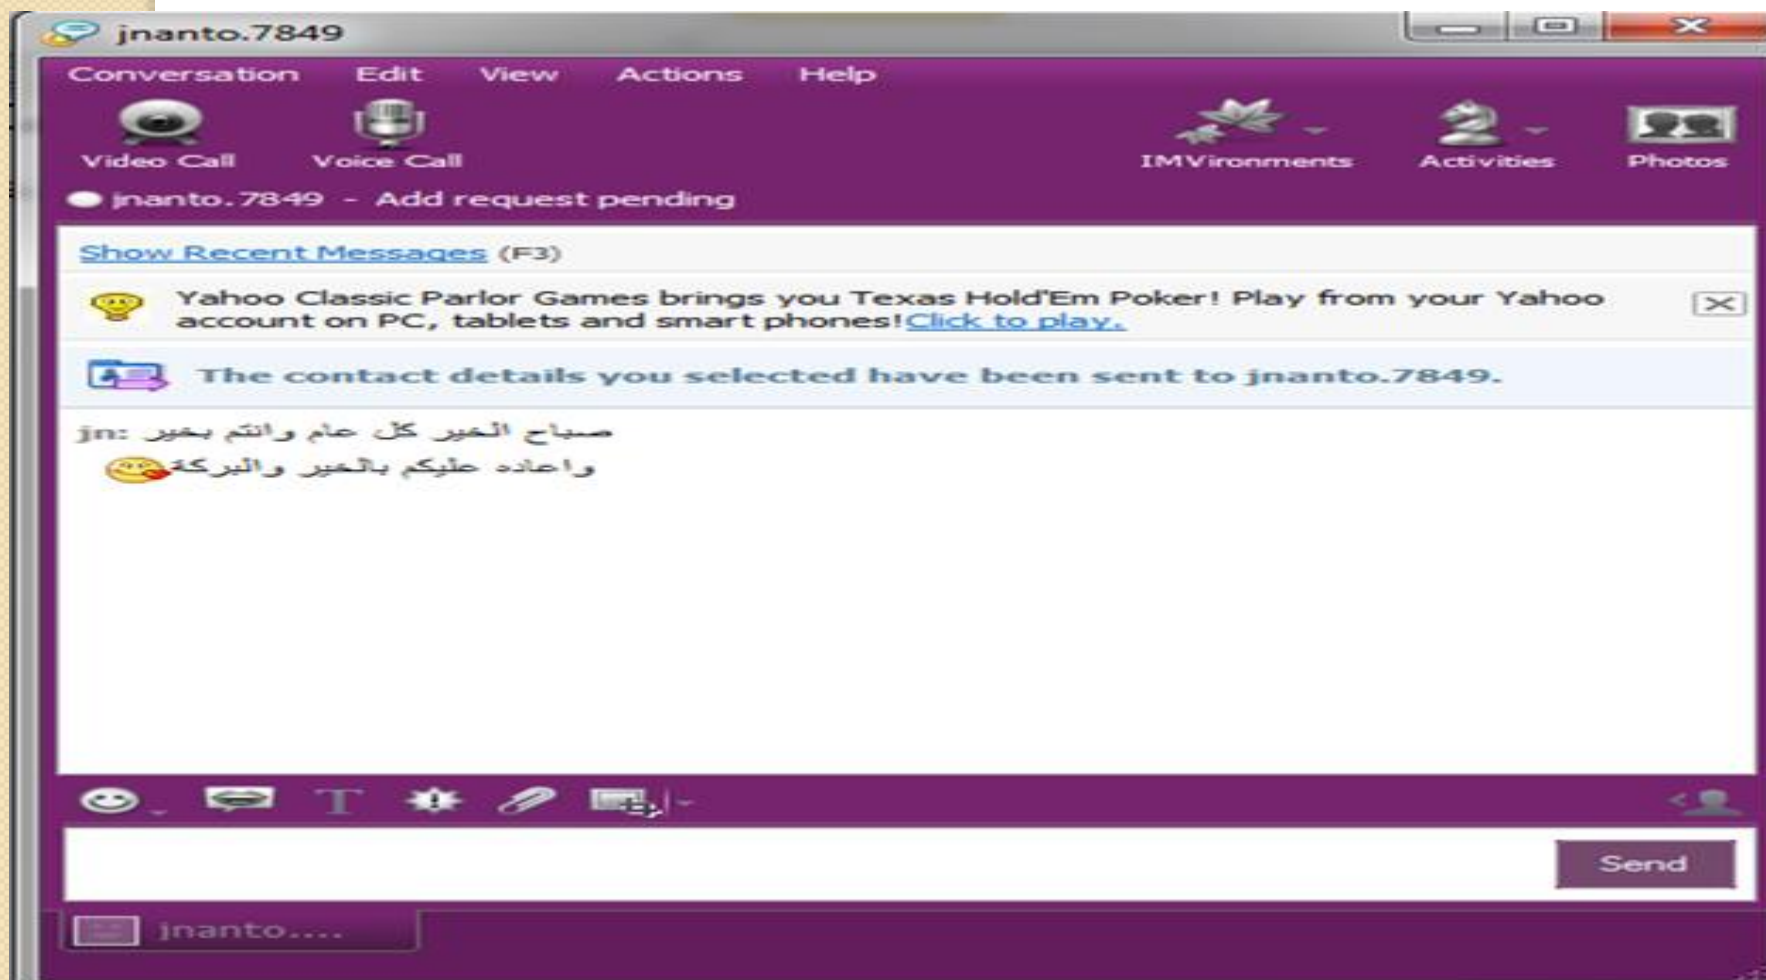 jnanto.7849
Conversation Edit View Actions Help
Video Call Voice Call IMVironments Activities Photos
jnanto.7849 - Add request pending
Show Recent Messages (F3)
Yahoo Classic Parlor Games brings you Texas Hold'Em Poker! Play from your Yahoo
account on PC, tablets and smart phones! Click to play.
The contact details you selected have been sent to jnanto.7849.
jn: صباح الخير كل عام وانتم بخير
واعاده عليكم بالخير والبركة
Send
jnanto....